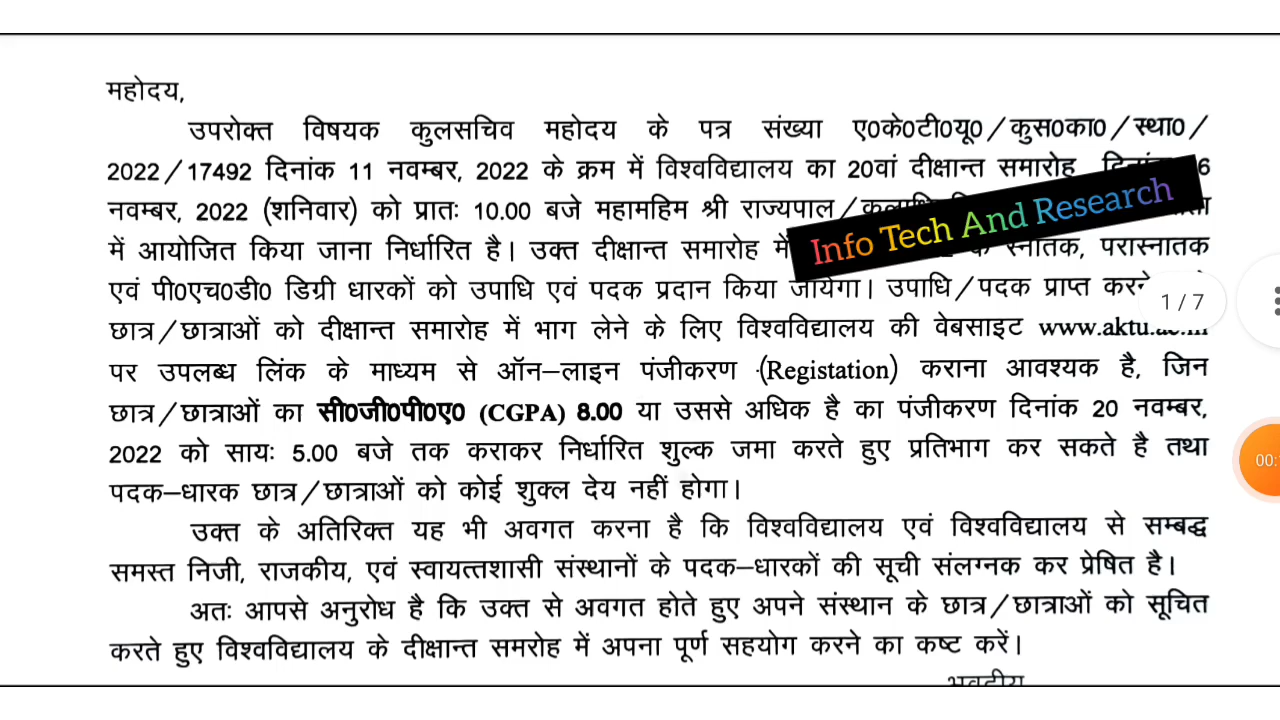 महोदय,
उपरोक्त विषयक कुलसचिव महोदय के पत्र संख्या ए0के0टी0यू0/कुस0का0/स्था0/
2022/17492 दिनांक 11 नवम्बर, 2022 के क्रम में विश्वविद्यालय का 20वां दीक्षान्त समारोह 6
नवम्बर, 2022 (शनिवार) को प्रातः 10.00 बजे महामहिम श्री राज्यपाल/
Info Tech And Research
में आयोजित किया जाना निर्धारित है। उक्त दीक्षान्त समारोह में के स्नातक, परास्नातक
एवं पी0एच0डी0 डिग्री धारकों को उपाधि एवं पदक प्रदान किया जायेगा। उपाधि/पदक प्राप्त
1 / 7
छात्र/छात्राओं को दीक्षान्त समारोह में भाग लेने के लिए विश्वविद्यालय की वेबसाइट www.aktu.ac.in
पर उपलब्ध लिंक के माध्यम से ऑन–लाइन पंजीकरण (Registation) कराना आवश्यक है, जिन
छात्र/छात्राओं का सी0जी0पी0ए0 (CGPA) 8.00 या उससे अधिक है का पंजीकरण दिनांक 20 नवम्बर,
2022 को सायः 5.00 बजे तक कराकर निर्धारित शुल्क जमा करते हुए प्रतिभाग कर सकते है तथा
00:
पदक–धारक छात्र/छात्राओं को कोई शुक्ल देय नहीं होगा।
उक्त के अतिरिक्त यह भी अवगत करना है कि विश्वविद्यालय एवं विश्वविद्यालय से सम्बद्ध
समस्त निजी, राजकीय, एवं स्वायत्तशासी संस्थानों के पदक–धारकों की सूची संलग्नक कर प्रेषित है।
अतः आपसे अनुरोध है कि उक्त से अवगत होते हुए अपने संस्थान के छात्र/छात्राओं को सूचित
करते हुए विश्वविद्यालय के दीक्षान्त समरोह में अपना पूर्ण सहयोग करने का कष्ट करें।
भवदीय